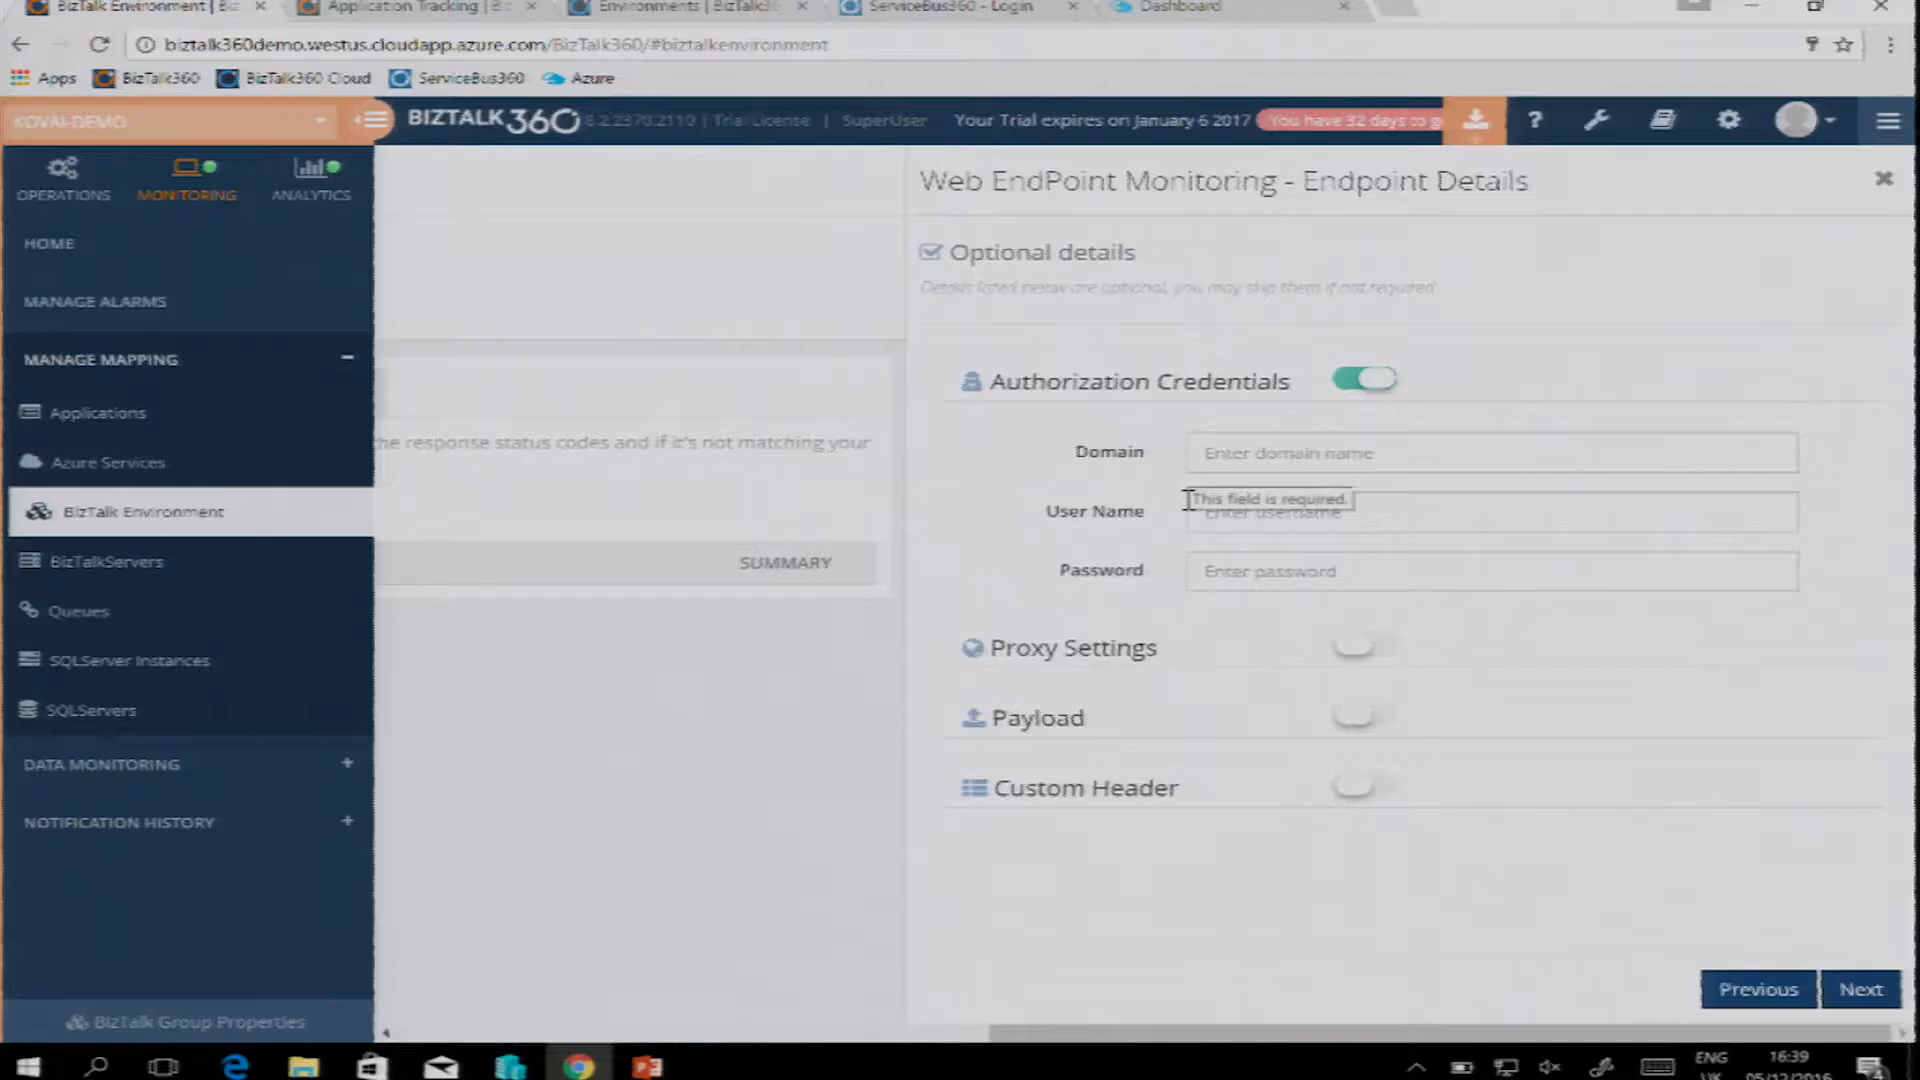 BizTalk Environment | Biz
Application Tracking | Biz
Environments | BizTalk36
ServiceBus360 - Login
Dashboard
biztalk360demo.westus.cloudapp.azure.com/BizTalk360/#biztalkenvironment
Apps
BizTalk360
BizTalk360 Cloud
ServiceBus360
Azure
KOVAI-DEMO
BIZTALK360
8.2.2370.2110 | Trial License | SuperUser
Your Trial expires on January 6 2017
You have 32 days to g
OPERATIONS
MONITORING
ANALYTICS
Web EndPoint Monitoring - Endpoint Details
HOME
Optional details
Details listed below are optional, you may skip them if not required
MANAGE ALARMS
MANAGE MAPPING
Authorization Credentials
Applications
he response status codes and if it's not matching your
Domain
Enter domain name
Azure Services
This field is required.
BizTalk Environment
User Name
Enter username
BizTalkServers
SUMMARY
Password
Enter password
Queues
Proxy Settings
SQLServer Instances
SQLServers
Payload
DATA MONITORING
Custom Header
NOTIFICATION HISTORY
Previous
Next
BizTalk Group Properties
ENG
UK
16:39
05/12/2016